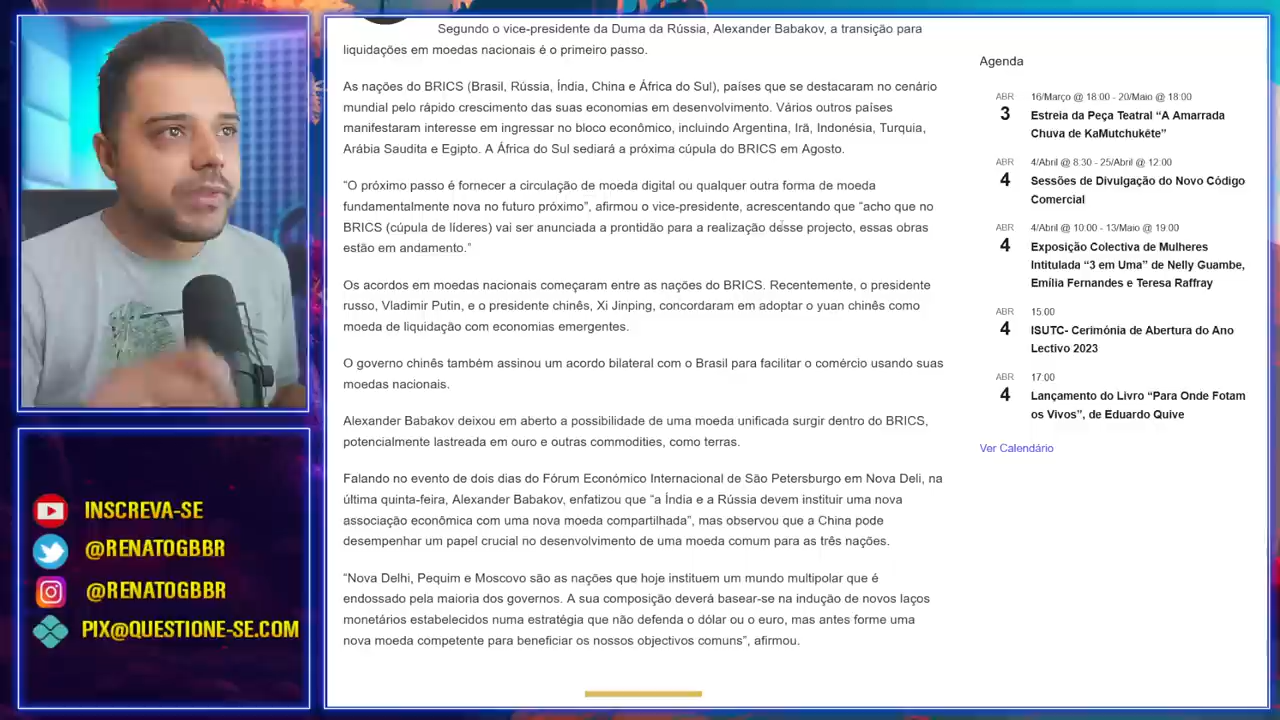 Segundo o vice-presidente da Duma da Rússia, Alexander Babakov, a transição para
liquidações em moedas nacionais é o primeiro passo.
As nações do BRICS (Brasil, Rússia, Índia, China e África do Sul), países que se destacaram no cenário
mundial pelo rápido crescimento das suas economias em desenvolvimento. Vários outros países
manifestaram interesse em ingressar no bloco econômico, incluindo Argentina, Irã, Indonésia, Turquia,
Arábia Saudita e Egipto. A África do Sul sediará a próxima cúpula do BRICS em Agosto.
“O próximo passo é fornecer a circulação de moeda digital ou qualquer outra forma de moeda
fundamentalmente nova no futuro próximo”, afirmou o vice-presidente, acrescentando que “acho que no
BRICS (cúpula de líderes) vai ser anunciada a prontidão para a realização desse projecto, essas obras
estão em andamento.”
Os acordos em moedas nacionais começaram entre as nações do BRICS. Recentemente, o presidente
russo, Vladimir Putin, e o presidente chinês, Xi Jinping, concordaram em adoptar o yuan chinês como
moeda de liquidação com economias emergentes.
O governo chinês também assinou um acordo bilateral com o Brasil para facilitar o comércio usando suas
moedas nacionais.
Alexander Babakov deixou em aberto a possibilidade de uma moeda unificada surgir dentro do BRICS,
potencialmente lastreada em ouro e outras commodities, como terras.
Falando no evento de dois dias do Fórum Económico Internacional de São Petersburgo em Nova Deli, na
última quinta-feira, Alexander Babakov, enfatizou que “a Índia e a Rússia devem instituir uma nova
associação econômica com uma nova moeda compartilhada”, mas observou que a China pode
desempenhar um papel crucial no desenvolvimento de uma moeda comum para as três nações.
“Nova Delhi, Pequim e Moscovo são as nações que hoje instituem um mundo multipolar que é
endossado pela maioria dos governos. A sua composição deverá basear-se na indução de novos laços
monetários estabelecidos numa estratégia que não defenda o dólar ou o euro, mas antes forme uma
nova moeda competente para beneficiar os nossos objectivos comuns”, afirmou.
Agenda
ABR
3
16/Março @ 18:00 - 20/Maio @ 18:00
Estreia da Peça Teatral “A Amarrada
Chuva de KaMutchukéte”
ABR
4
4/Abril @ 8:30 - 25/Abril @ 12:00
Sessões de Divulgação do Novo Código
Comercial
ABR
4
4/Abril @ 10:00 - 13/Maio @ 19:00
Exposição Colectiva de Mulheres
Intitulada “3 em Uma” de Nelly Guambe,
Emília Fernandes e Teresa Raffray
ABR
4
15:00
ISUTC- Cerimónia de Abertura do Ano
Lectivo 2023
ABR
4
17:00
Lançamento do Livro “Para Onde Fotam
os Vivos”, de Eduardo Quive
Ver Calendário
INSCREVA-SE
@RENATOGBBR
@RENATOGBBR
PIX@QUESTIONE-SE.COM